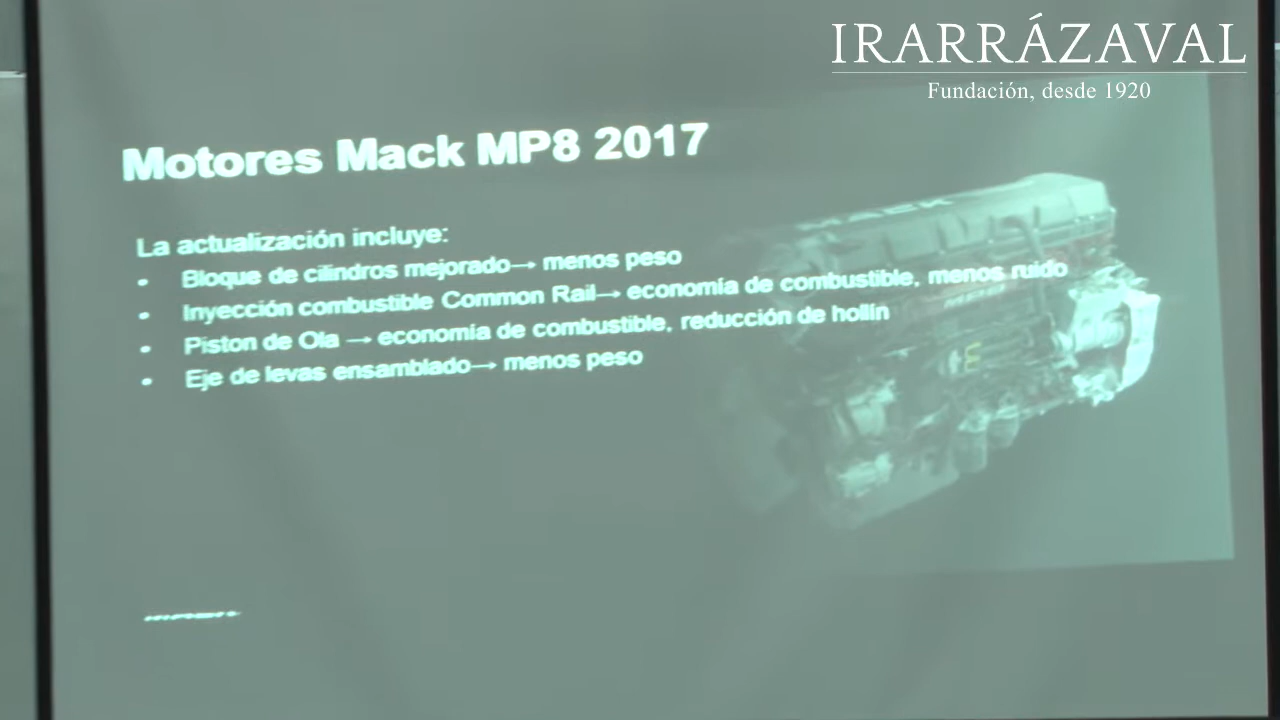 IRARRÁZAVAL
Fundación, desde 1920
Motores Mack MP8 2017
La actualización incluye:
• Bloque de cilindros mejorado→ menos peso
• Inyección combustible Common Rail→ economía de combustible, menos ruido
• Piston de Ola → economía de combustible, reducción de hollín
• Eje de levas ensamblado→ menos peso
MACK